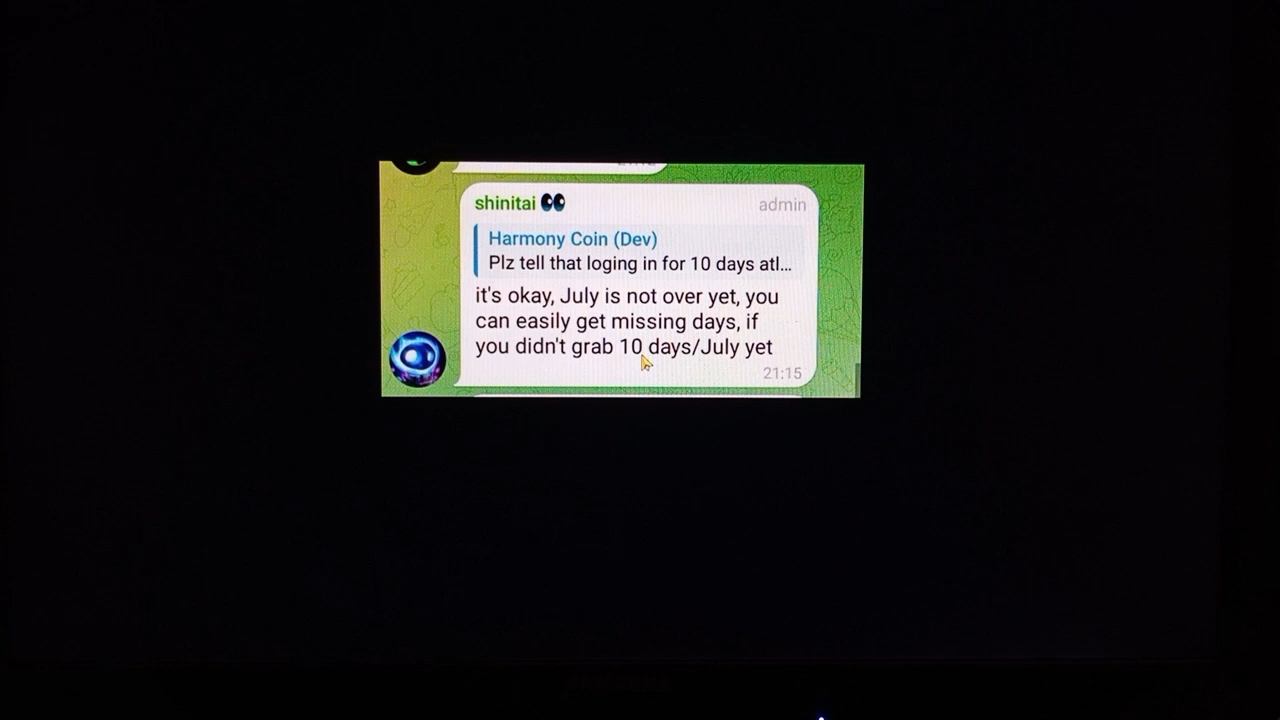 shinitai 👀 admin
Harmony Coin (Dev)
Plz tell that loging in for 10 days atl...
it's okay, July is not over yet, you
can easily get missing days, if
you didn't grab 10 days/July yet
21:15